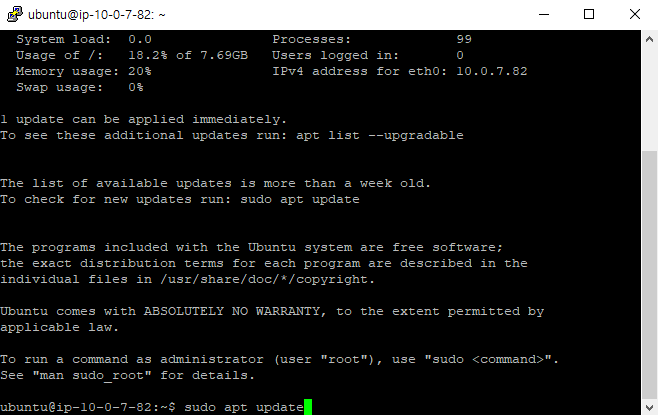 ubuntu@ip-10-0-7-82: ~
System load: 0.0 Processes: 99
Usage of /: 18.2% of 7.69GB Users logged in: 0
Memory usage: 20% IPv4 address for eth0: 10.0.7.82
Swap usage: 0%
1 update can be applied immediately.
To see these additional updates run: apt list --upgradable
The list of available updates is more than a week old.
To check for new updates run: sudo apt update
The programs included with the Ubuntu system are free software;
the exact distribution terms for each program are described in the
individual files in /usr/share/doc/*/copyright.
Ubuntu comes with ABSOLUTELY NO WARRANTY, to the extent permitted by
applicable law.
To run a command as administrator (user "root"), use "sudo <command>".
See "man sudo_root" for details.
ubuntu@ip-10-0-7-82:~$ sudo apt update